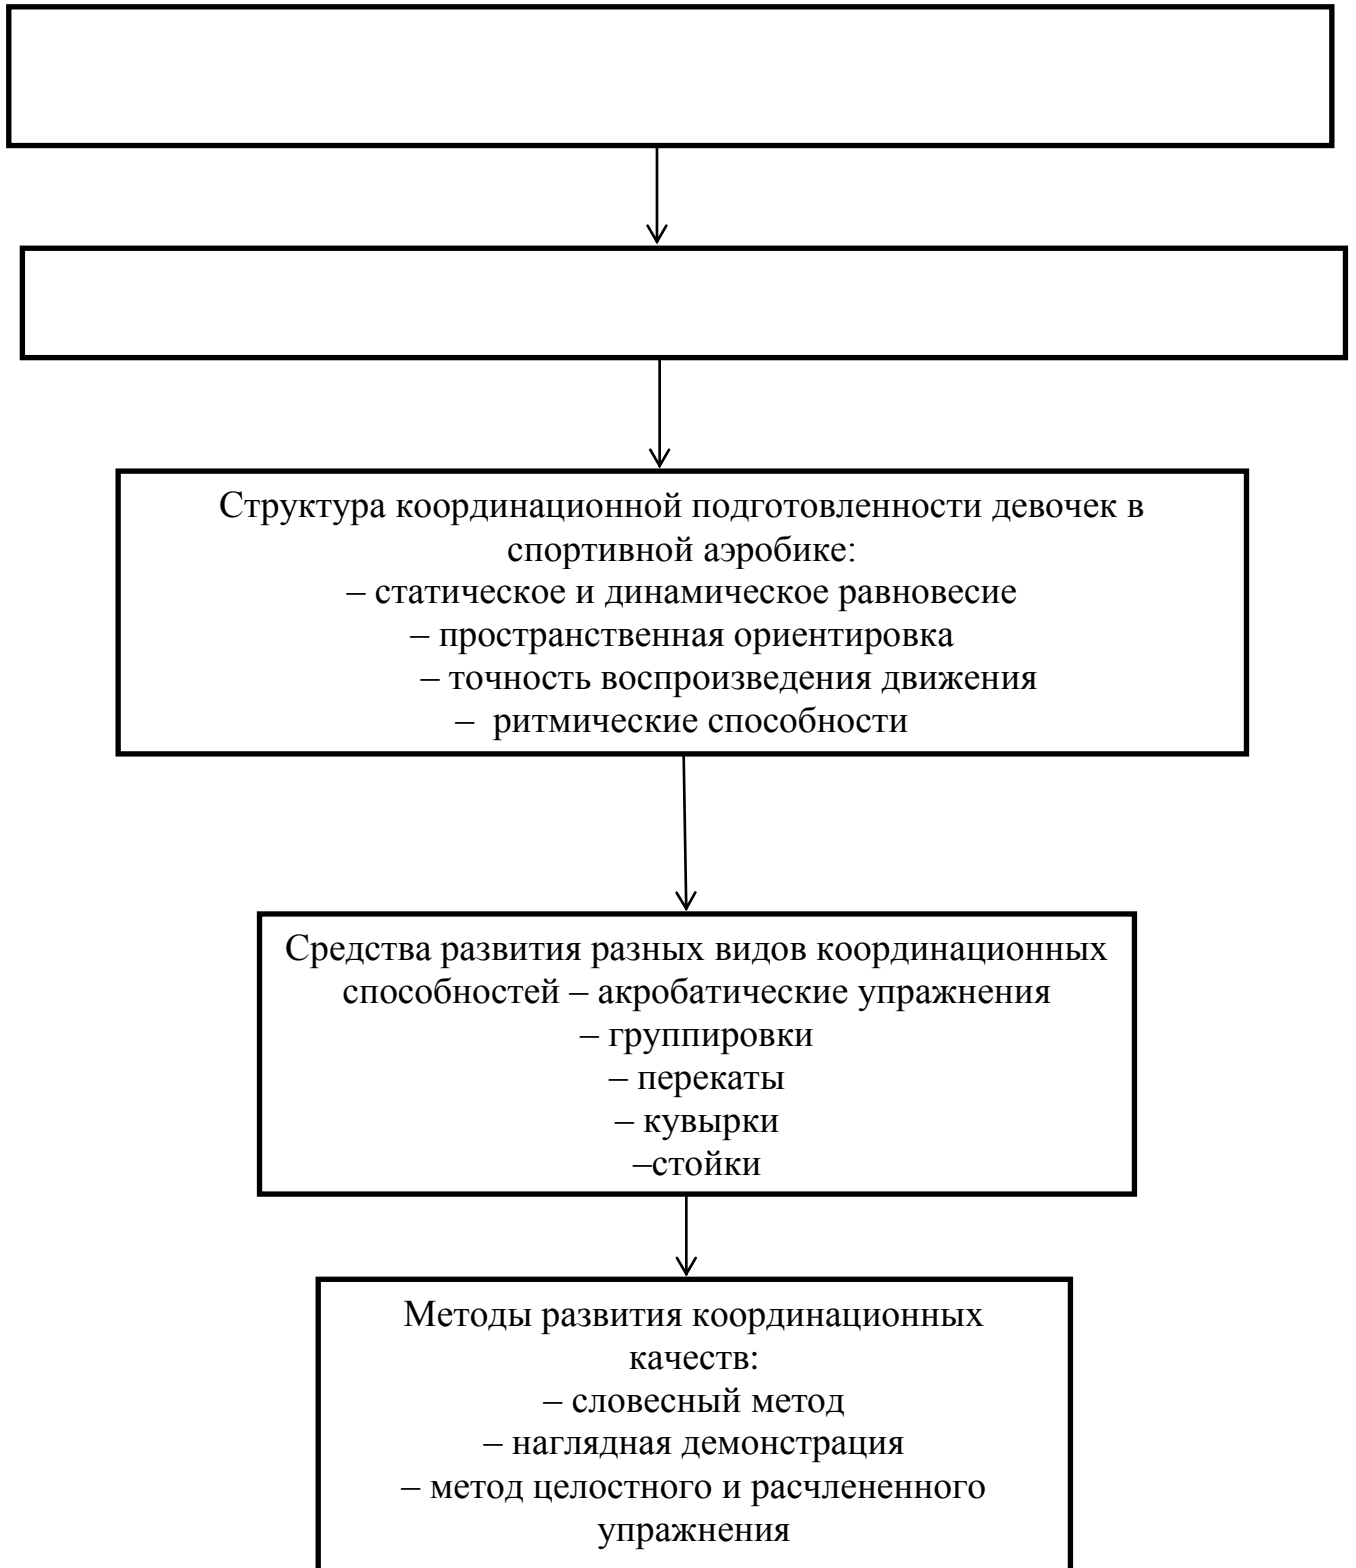 Структура координационной подготовленности девочек в
спортивной аэробике:
– статическое и динамическое равновесие
– пространственная ориентировка
– точность воспроизведения движения
– ритмические способности
Средства развития разных видов координационных
способностей – акробатические упражнения
– группировки
– перекаты
– кувырки
–стойки
Методы развития координационных
качеств:
– словесный метод
– наглядная демонстрация
– метод целостного и расчлененного
упражнения